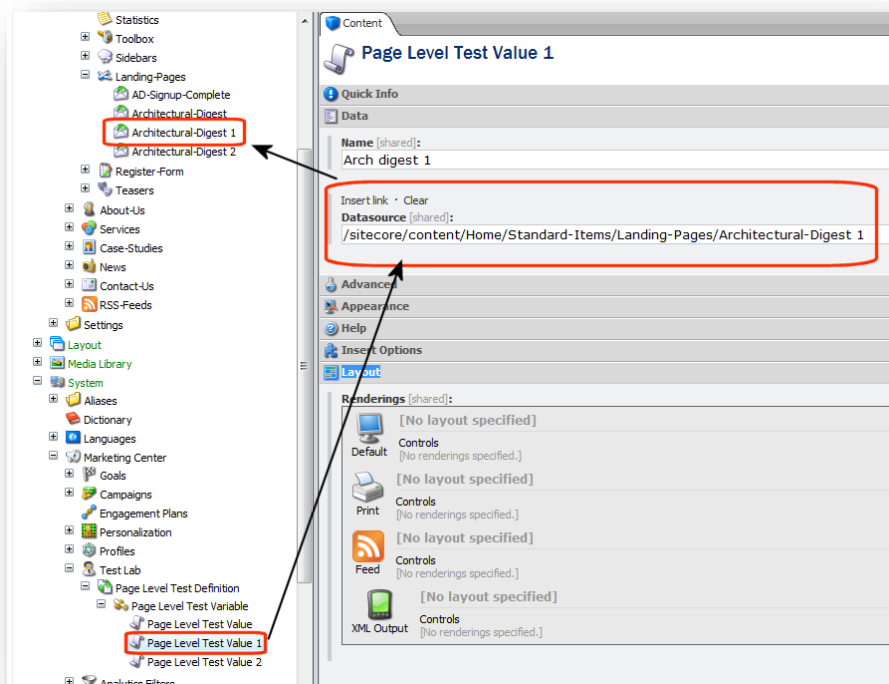 Statistics
Toolbox
Sidebars
Landing-Pages
AD-Signup-Complete
Architectural-Digest
Architectural-Digest 1
Architectural-Digest 2
Register-Form
Teasers
About-Us
Services
Case-Studies
News
Contact-Us
RSS-Feeds
Settings
Layout
Media Library
System
Aliases
Dictionary
Languages
Marketing Center
Goals
Campaigns
Engagement Plans
Personalization
Profiles
Test Lab
Page Level Test Definition
Page Level Test Variable
Page Level Test Value
Page Level Test Value 1
Page Level Test Value 2
Analytics Filters
Content
Page Level Test Value 1
Quick Info
Data
Name [shared]:
Arch digest 1
Insert link · Clear
Datasource [shared]:
/sitecore/content/Home/Standard-Items/Landing-Pages/Architectural-Digest 1
Advanced
Appearance
Help
Insert Options
Layout
Renderings [shared]:
[No layout specified]
Default
Controls
[No renderings specified.]
[No layout specified]
Print
Controls
[No renderings specified.]
[No layout specified]
Feed
Controls
[No renderings specified.]
[No layout specified]
XML Output
Controls
[No renderings specified.]